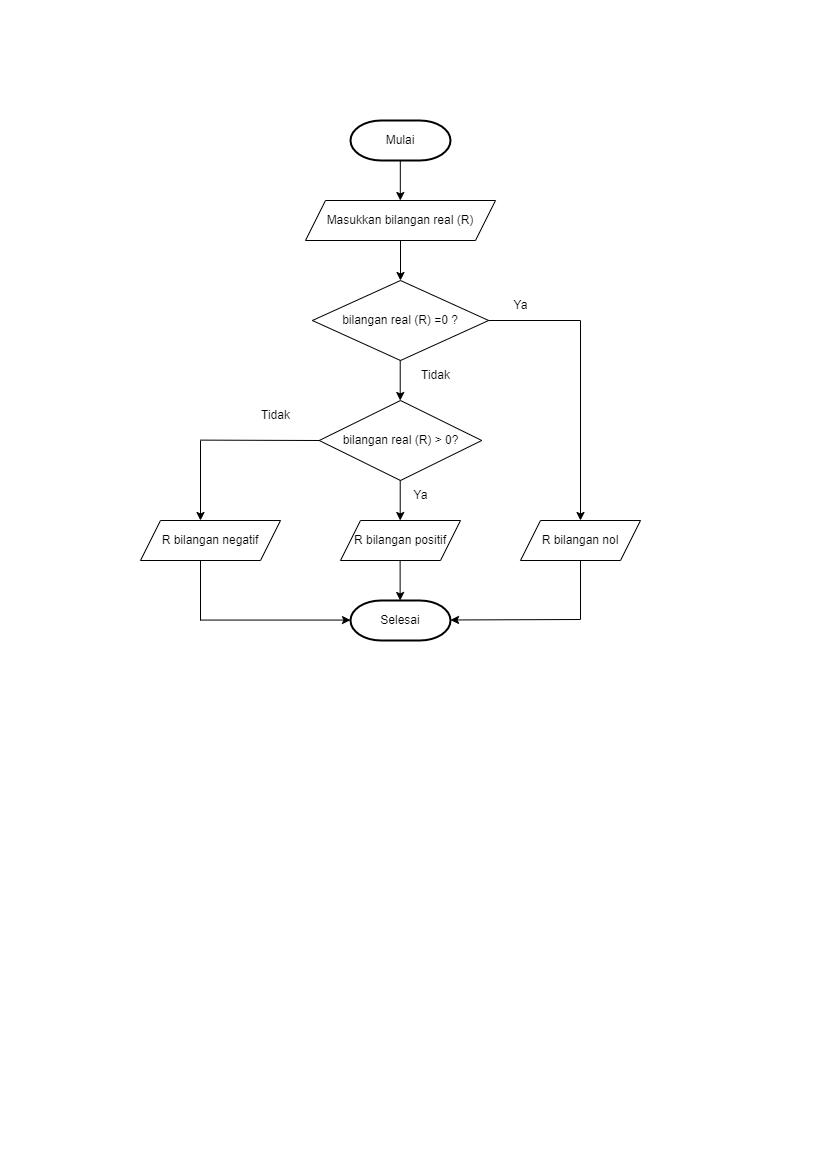 Mulai
Masukkan bilangan real (R)
bilangan real (R) =0 ?
Ya
Tidak
Tidak
bilangan real (R) > 0?
Ya
R bilangan negatif
R bilangan positif
R bilangan nol
Selesai